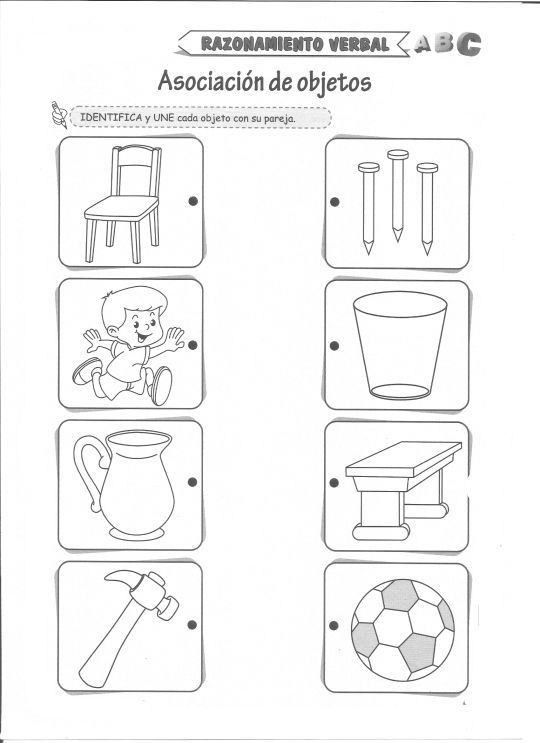 RAZONAMIENTO VERBAL ABC
Asociación de objetos
IDENTIFICA y UNE cada objeto con su pareja.